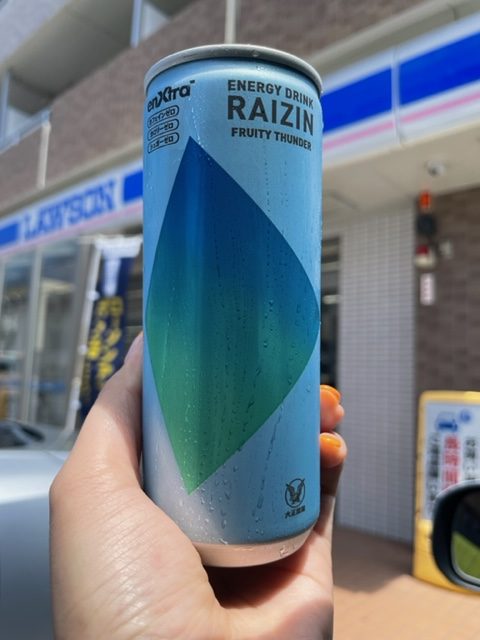 enXtra™
カフェインゼロ
カロリーゼロ
シュガーゼロ
ENERGY DRINK
RAIZIN
FRUITY THUNDER
大正製薬
LAWSON